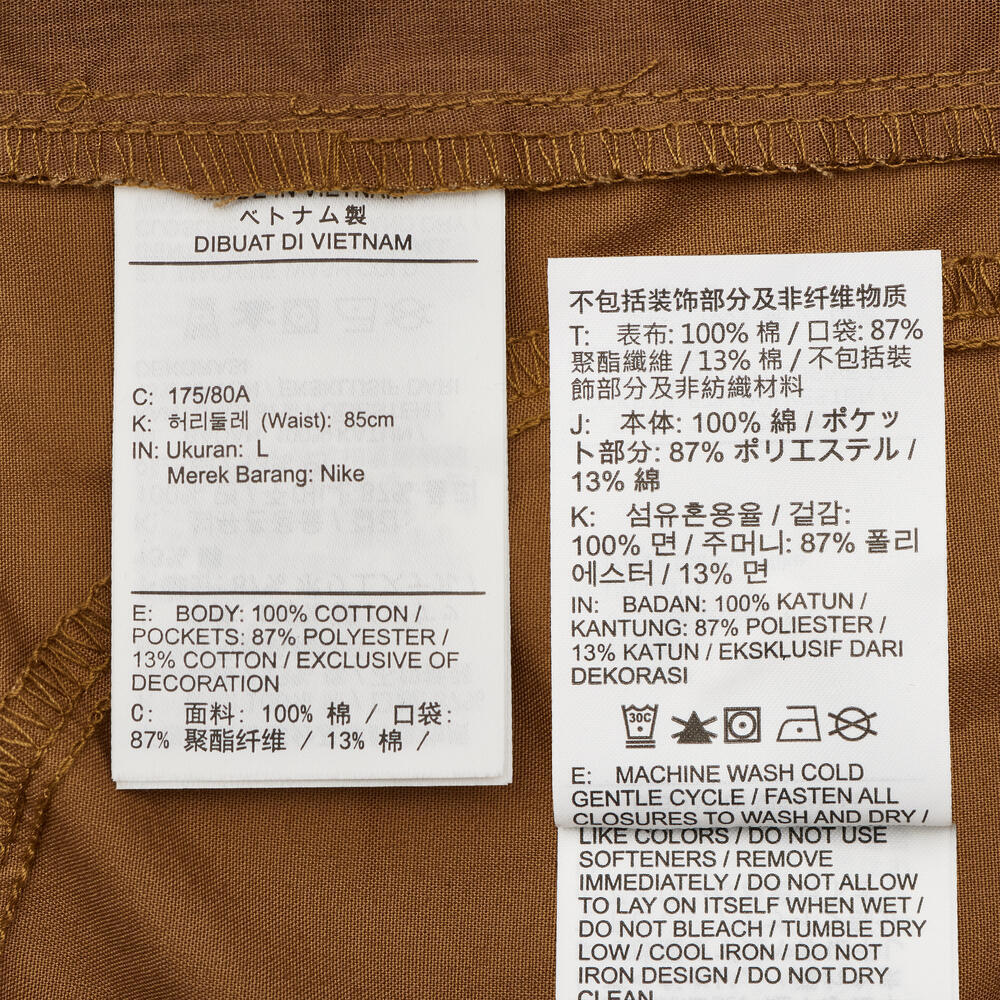 MADE IN VIETNAM
ベトナム製
DIBUAT DI VIETNAM
C: 175/80A
K: 허리둘레 (Waist): 85cm
IN: Ukuran: L
Merek Barang: Nike
E: BODY: 100% COTTON /
POCKETS: 87% POLYESTER /
13% COTTON / EXCLUSIVE OF
DECORATION
C: 面料: 100% 棉 / 口袋:
87% 聚酯纤维 / 13% 棉 /
不包括装饰部分及非纤维物质
T: 表布: 100% 棉 / 口袋: 87%
聚酯纖維 / 13% 棉 / 不包括裝
飾部分及非紡織材料
J: 本体: 100% 綿 / ポケッ
ト部分: 87% ポリエステル /
13% 綿
K: 섬유혼용율 / 겉감:
100% 면 / 주머니: 87% 폴리
에스터 / 13% 면
IN: BADAN: 100% KATUN /
KANTUNG: 87% POLIESTER /
13% KATUN / EKSKLUSIF DARI
DEKORASI
30C
E: MACHINE WASH COLD
GENTLE CYCLE / FASTEN ALL
CLOSURES TO WASH AND DRY /
LIKE COLORS / DO NOT USE
SOFTENERS / REMOVE
IMMEDIATELY / DO NOT ALLOW
TO LAY ON ITSELF WHEN WET /
DO NOT BLEACH / TUMBLE DRY
LOW / COOL IRON / DO NOT
IRON DESIGN / DO NOT DRY
CLEAN